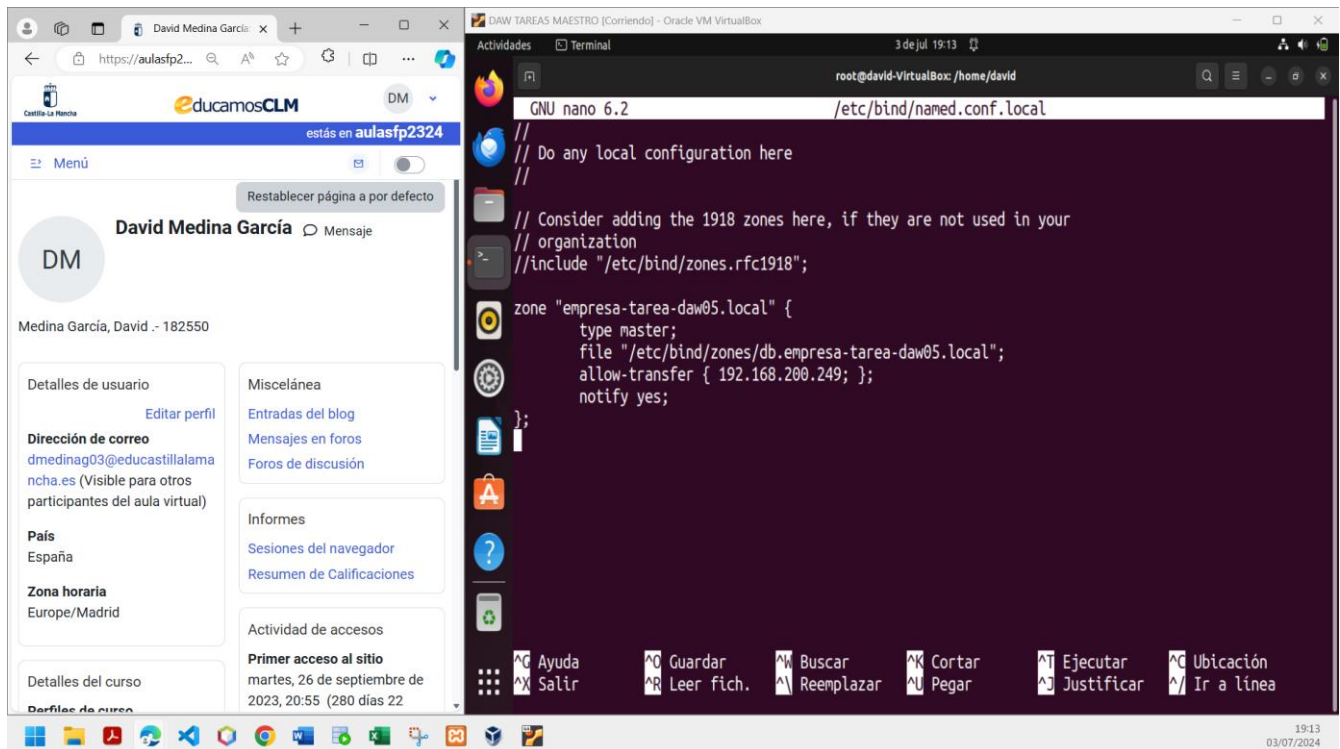 David Medina García:
https://aulasfp2...
Castilla-La Mancha
educamosCLM
DM
estás en aulasfp2324
Menú
Restablecer página a por defecto
DM
David Medina García
Mensaje
Medina García, David .- 182550
Detalles de usuario
Editar perfil
Dirección de correo
dmedinag03@educastillalama
ncha.es (Visible para otros
participantes del aula virtual)
País
España
Zona horaria
Europe/Madrid
Detalles del curso
Perfiles de curso
Miscelánea
Entradas del blog
Mensajes en foros
Foros de discusión
Informes
Sesiones del navegador
Resumen de Calificaciones
Actividad de accesos
Primer acceso al sitio
martes, 26 de septiembre de
2023, 20:55 (280 días 22
DAW TAREA5 MAESTRO [Corriendo] - Oracle VM VirtualBox
Actividades
Terminal
3 de jul 19:13
root@david-VirtualBox: /home/david
GNU nano 6.2 /etc/bind/named.conf.local
//
// Do any local configuration here
//
// Consider adding the 1918 zones here, if they are not used in your
// organization
//include "/etc/bind/zones.rfc1918";
zone "empresa-tarea-daw05.local" {
type master;
file "/etc/bind/zones/db.empresa-tarea-daw05.local";
allow-transfer { 192.168.200.249; };
notify yes;
};
^G Ayuda ^O Guardar ^W Buscar ^K Cortar ^T Ejecutar ^C Ubicación
^X Salir ^R Leer fich. ^\ Reemplazar ^U Pegar ^J Justificar ^/ Ir a línea
19:13
03/07/2024